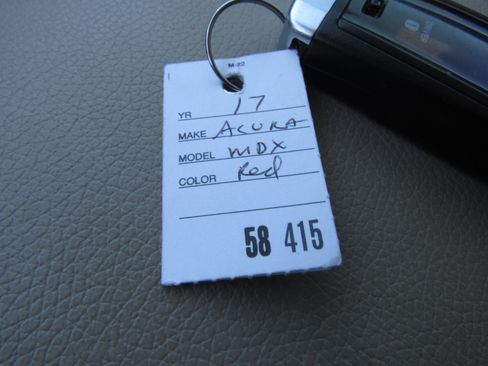 M-22
YR 17
MAKE ACURA
MODEL MDX
COLOR Red
58 415